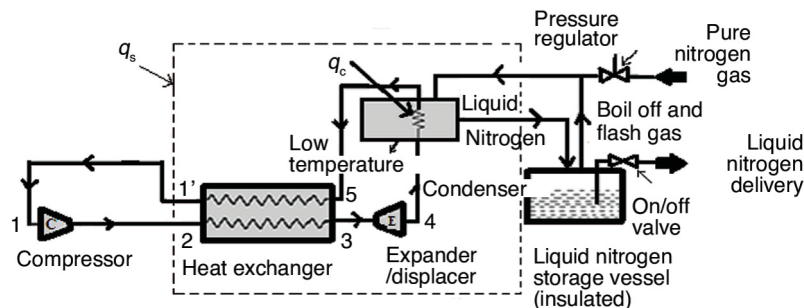 Pressure
regulator
Pure
nitrogen
gas
qs
qc
Liquid
Nitrogen
Boil off and
flash gas
Low
temperature
Liquid
nitrogen
delivery
1'
5
Condenser
1
C
2
3
E
4
On/off
valve
Compressor
Heat exchanger
Expander
/displacer
Liquid nitrogen
storage vessel
(insulated)